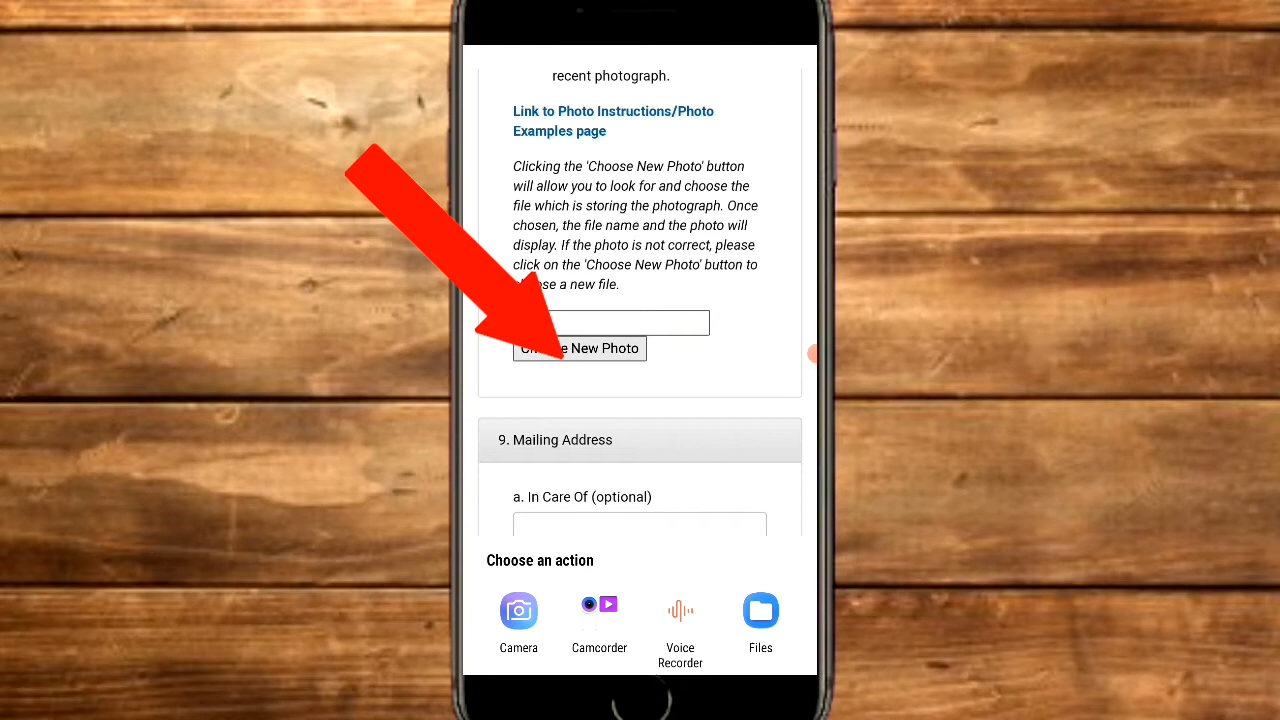 recent photograph.
Link to Photo Instructions/Photo
Examples page
Clicking the 'Choose New Photo' button
will allow you to look for and choose the
file which is storing the photograph. Once
chosen, the file name and the photo will
display. If the photo is not correct, please
click on the 'Choose New Photo' button to
choose a new file.
Choose New Photo
9. Mailing Address
a. In Care Of (optional)
Choose an action
Camera
Camcorder
Voice
Recorder
Files